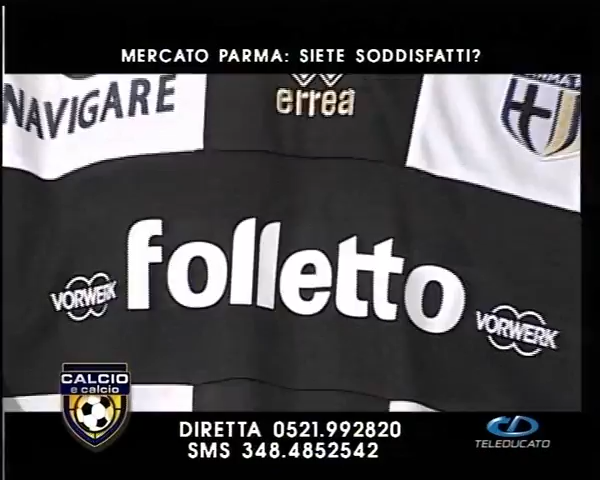 MERCATO PARMA: SIETE SODDISFATTI?
NAVIGARE
errea
folletto
VORWERK
VORWERK
CALCIO
e calcio
DIRETTA 0521.992820
SMS 348.4852542
TELEDUCATO